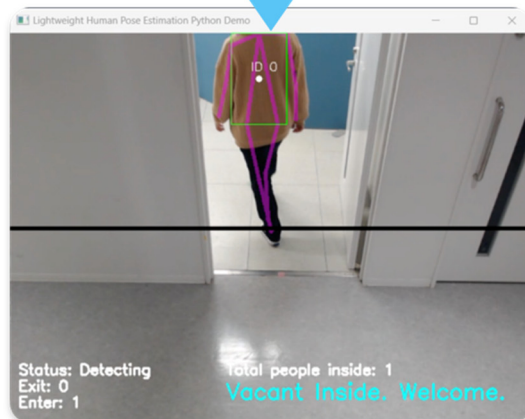 Lightweight Human Pose Estimation Python Demo
ID 0
Status: Detecting
Exit: 0
Enter: 1
Total people inside: 1
Vacant Inside. Welcome.